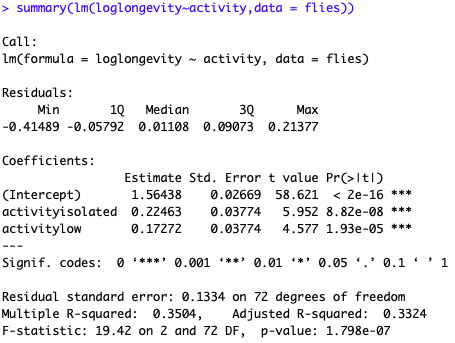 > summary(lm(loglongevity~activity,data = flies))

Call:
lm(formula = loglongevity ~ activity, data = flies)

Residuals:
     Min       1Q   Median       3Q      Max
-0.41489 -0.05792  0.01108  0.09073  0.21377

Coefficients:
                 Estimate Std. Error t value Pr(>|t|)
(Intercept)       1.56438    0.02669  58.621  < 2e-16 ***
activityisolated  0.22463    0.03774   5.952 8.82e-08 ***
activitylow       0.17272    0.03774   4.577 1.93e-05 ***
---
Signif. codes:  0 ‘***’ 0.001 ‘**’ 0.01 ‘*’ 0.05 ‘.’ 0.1 ‘ ’ 1

Residual standard error: 0.1334 on 72 degrees of freedom
Multiple R-squared:  0.3504,	Adjusted R-squared:  0.3324
F-statistic: 19.42 on 2 and 72 DF,  p-value: 1.798e-07